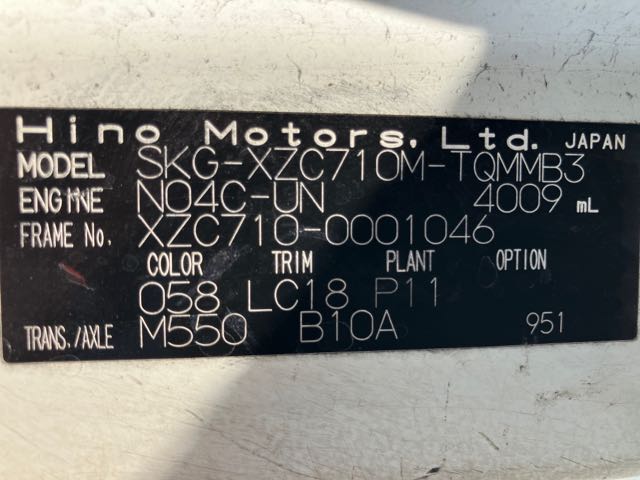 Hino Motors, Ltd. JAPAN
MODEL SKG-XZC710M-TQMMB3
ENGINE N04C-UN 4009 mL
FRAME No. XZC710-0001046
COLOR TRIM PLANT OPTION
058 LC18 P11
TRANS./AXLE M550 B10A 951